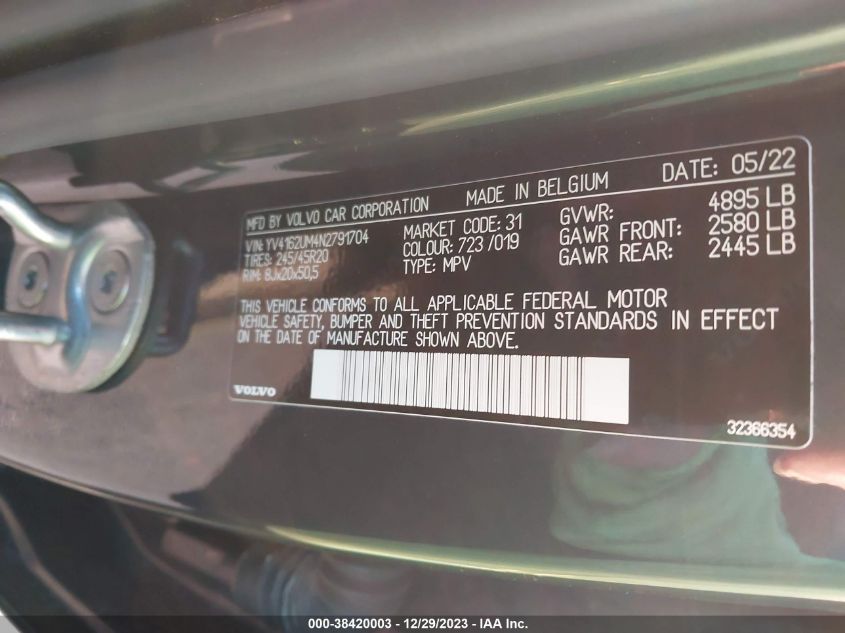 MFD BY VOLVO CAR CORPORATION MADE IN BELGIUM DATE: 05/22
VIN: YV4162UM4N2791704 MARKET CODE: 31 GVWR: 4895 LB
TIRES: 245/45R20 COLOUR: 723 /019 GAWR FRONT: 2580 LB
RIM: 8Jx20x50,5 TYPE: MPV GAWR REAR: 2445 LB
THIS VEHICLE CONFORMS TO ALL APPLICABLE FEDERAL MOTOR
VEHICLE SAFETY, BUMPER AND THEFT PREVENTION STANDARDS IN EFFECT
ON THE DATE OF MANUFACTURE SHOWN ABOVE.
VOLVO
32366354
000-38420003 - 12/29/2023 - IAA Inc.